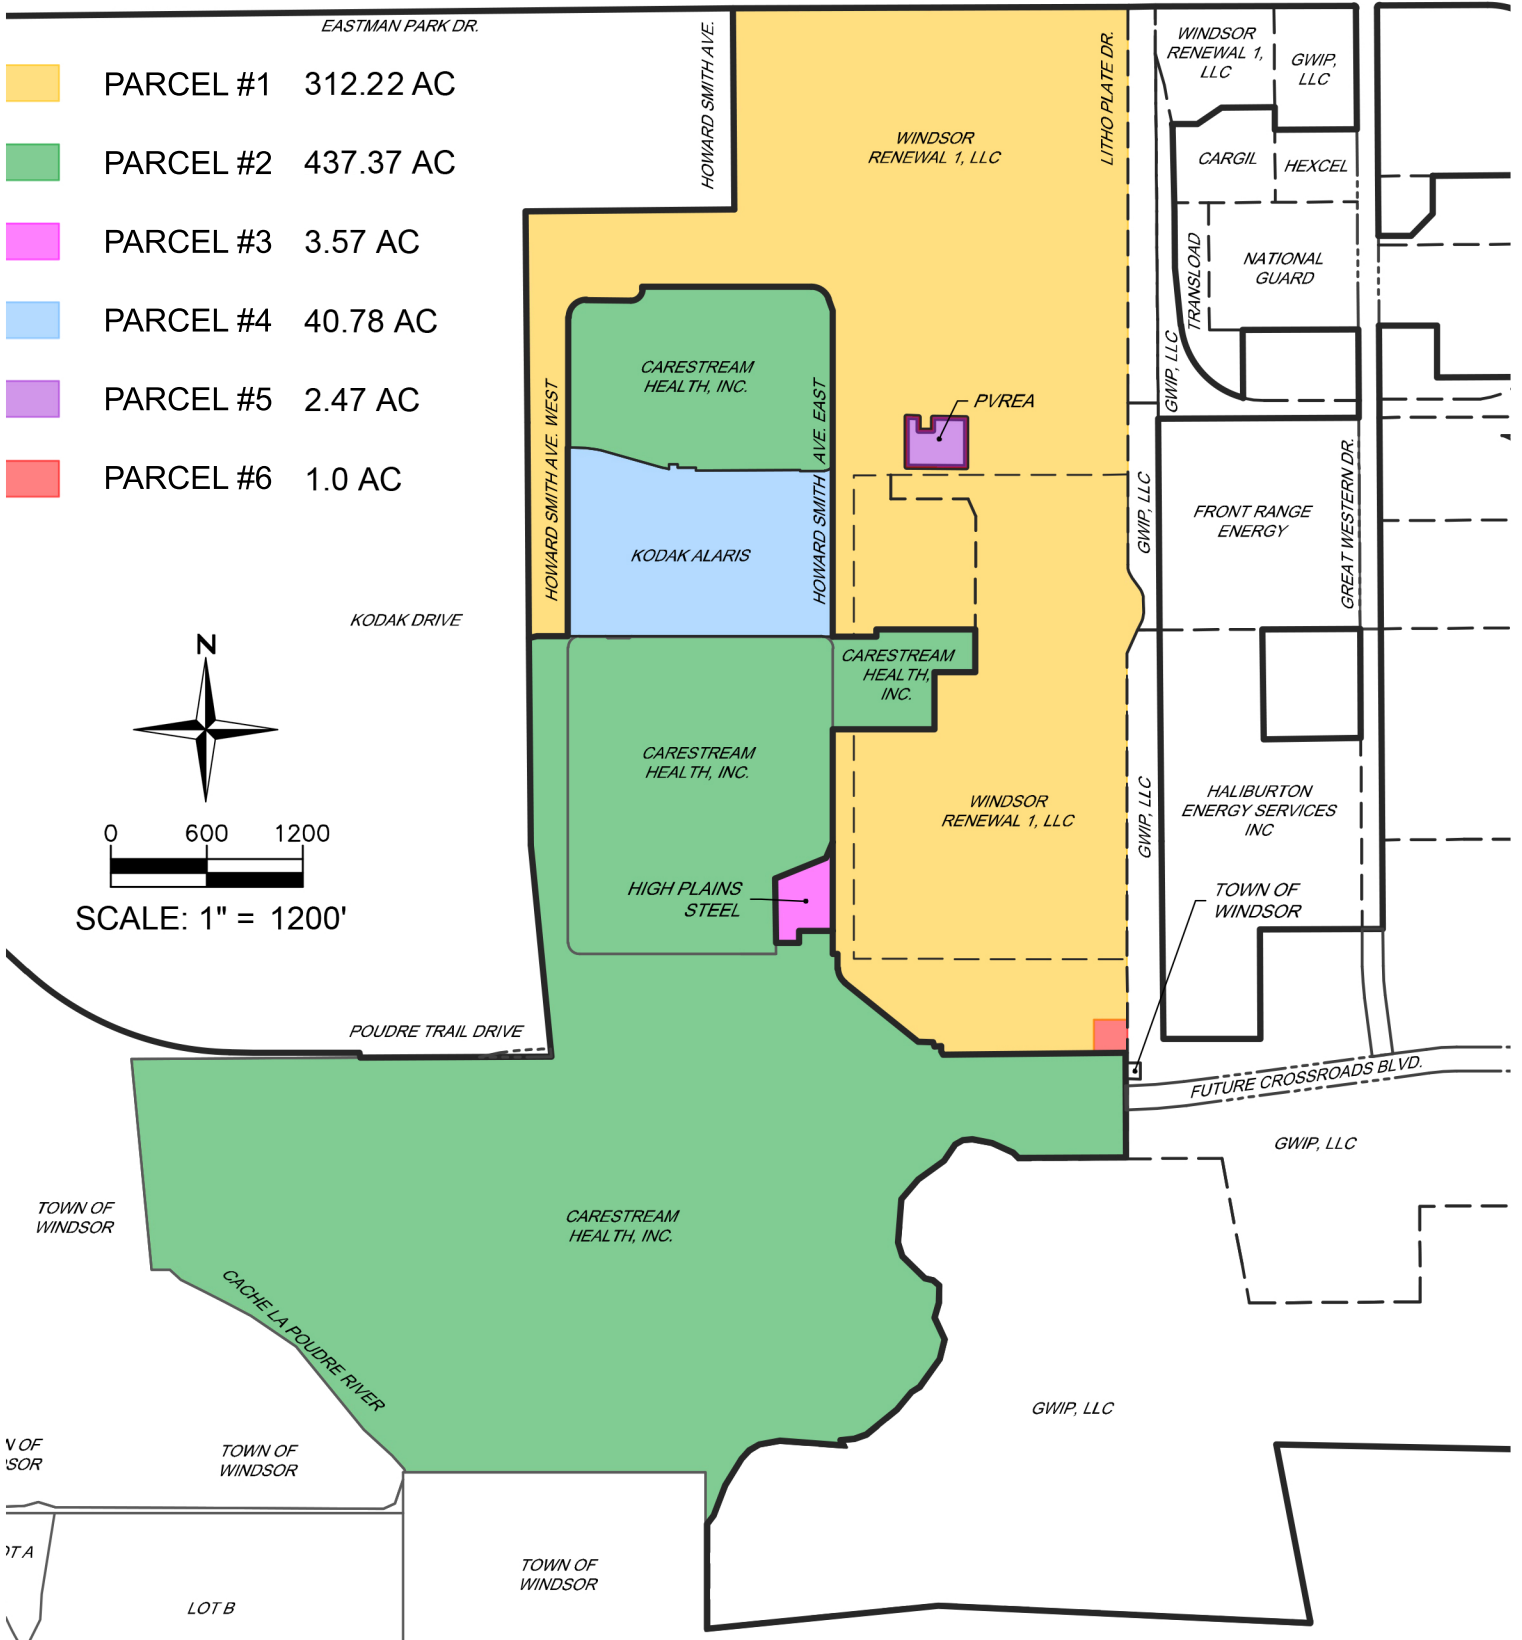 EASTMAN PARK DR.
HOWARD SMITH AVE.
LITHO PLATE DR.
WINDSOR
RENEWAL 1,
LLC
GWIP,
LLC
PARCEL #1 312.22 AC
PARCEL #2 437.37 AC
PARCEL #3 3.57 AC
PARCEL #4 40.78 AC
PARCEL #5 2.47 AC
PARCEL #6 1.0 AC
WINDSOR
RENEWAL 1, LLC
CARGIL
HEXCEL
TRANSLOAD
NATIONAL
GUARD
GWIP, LLC
CARESTREAM
HEALTH, INC.
HOWARD SMITH AVE. WEST
HOWARD SMITH AVE. EAST
PVREA
KODAK ALARIS
GWIP, LLC
FRONT RANGE
ENERGY
GREAT WESTERN DR.
KODAK DRIVE
N
CARESTREAM
HEALTH,
INC.
CARESTREAM
HEALTH, INC.
WINDSOR
RENEWAL 1, LLC
GWIP, LLC
HALIBURTON
ENERGY SERVICES
INC
0 600 1200
SCALE: 1" = 1200'
HIGH PLAINS
STEEL
TOWN OF
WINDSOR
POUDRE TRAIL DRIVE
FUTURE CROSSROADS BLVD.
GWIP, LLC
TOWN OF
WINDSOR
CARESTREAM
HEALTH, INC.
CACHE LA POUDRE RIVER
GWIP, LLC
OF
TOWN OF
WINDSOR
TOWN OF
WINDSOR
A
LOT B